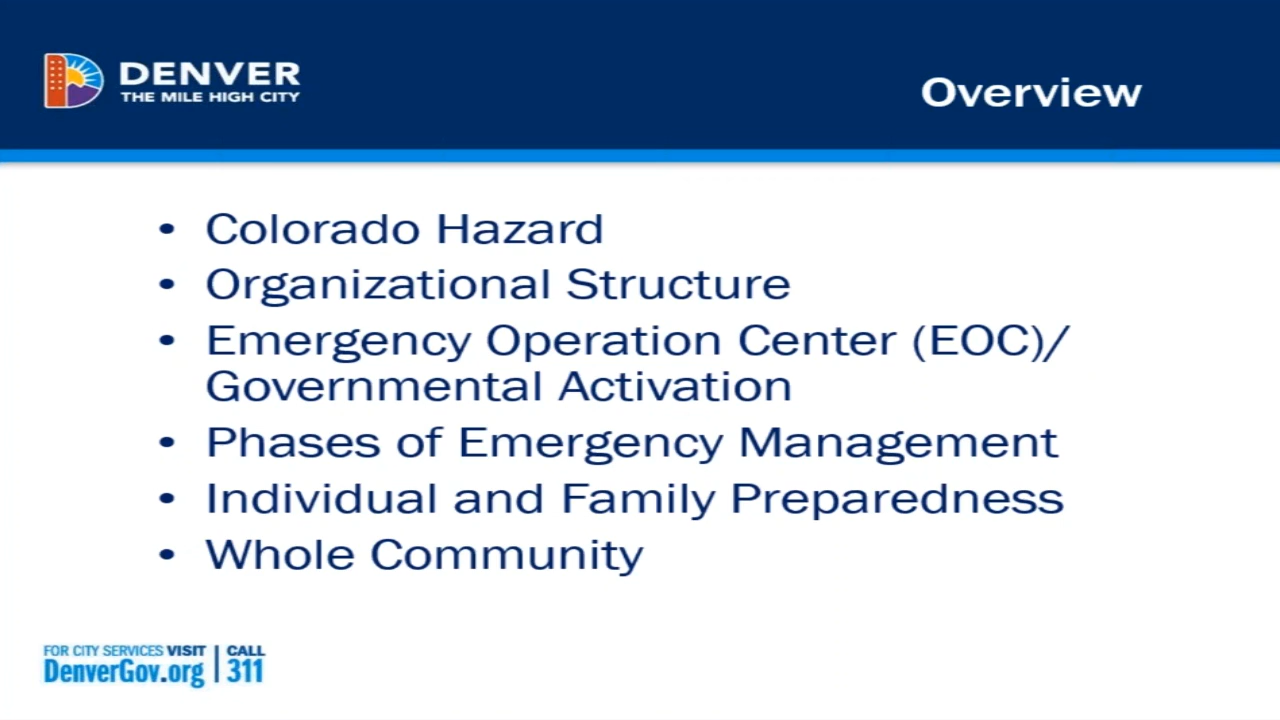 DENVER
THE MILE HIGH CITY
Overview
• Colorado Hazard
• Organizational Structure
• Emergency Operation Center (EOC)/
Governmental Activation
• Phases of Emergency Management
• Individual and Family Preparedness
• Whole Community
FOR CITY SERVICES VISIT | CALL
DenverGov.org | 311